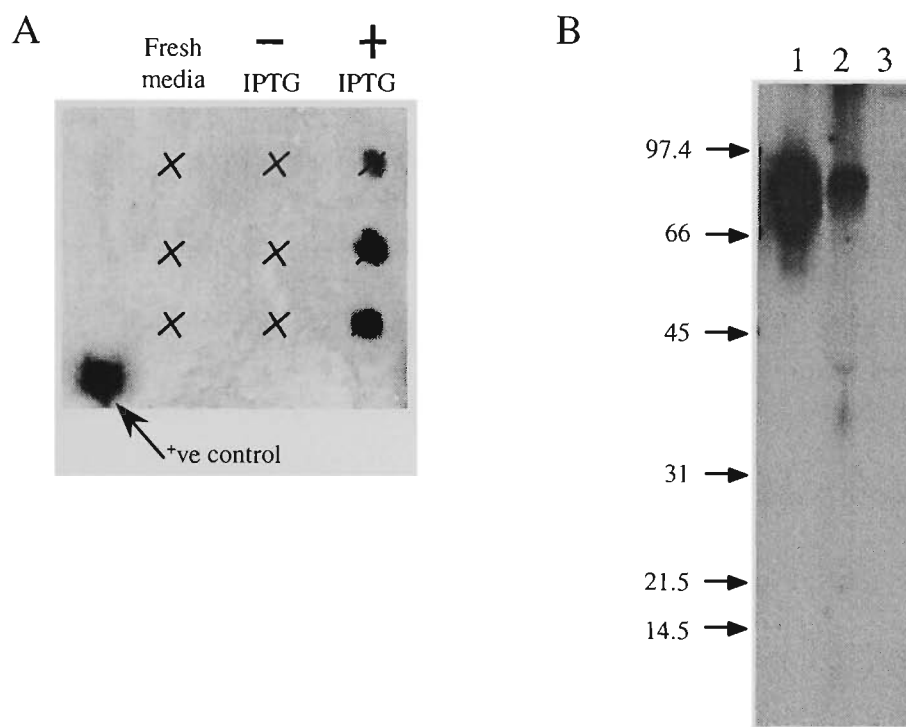 A
Fresh media
− IPTG
+ IPTG
+ve control
B
1 2 3
97.4
66
45
31
21.5
14.5